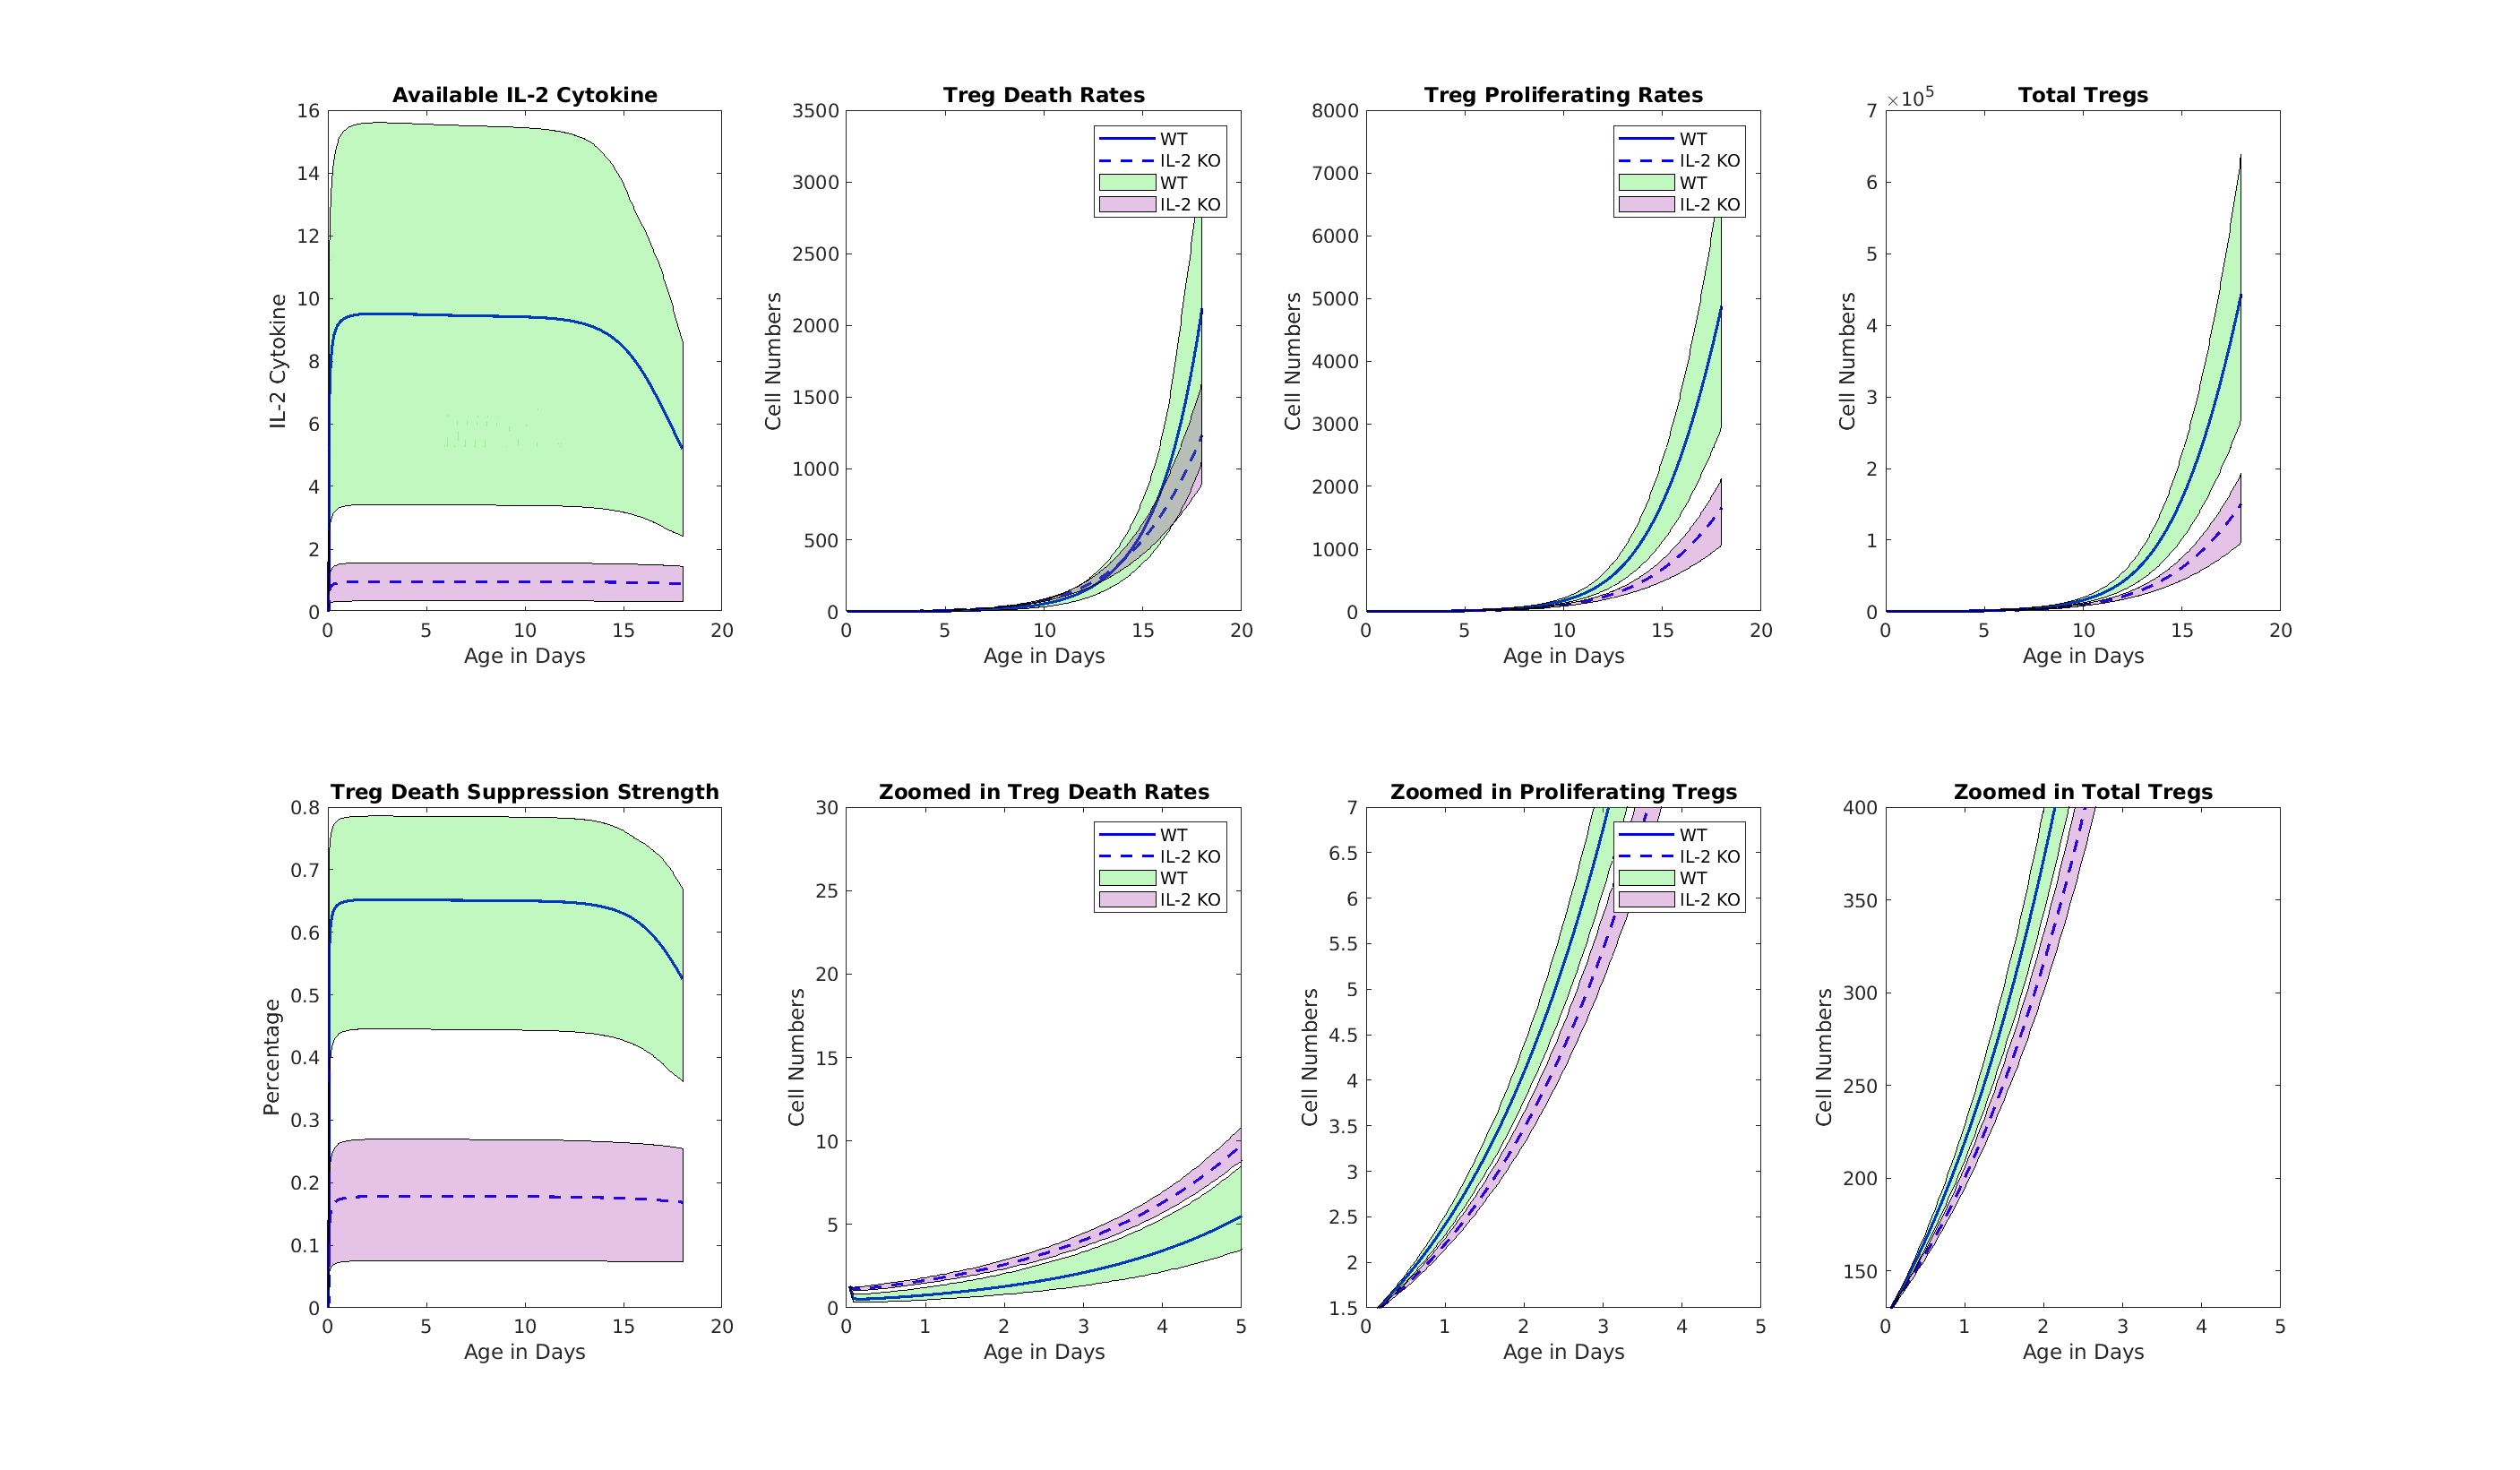 Available IL-2 Cytokine
16
14
12
10
8
6
4
2
0
0 5 10 15 20
IL-2 Cytokine
Age in Days
Treg Death Rates
3500
3000
2500
2000
1500
1000
500
0
0 5 10 15 20
Cell Numbers
Age in Days
WT
IL-2 KO
WT
IL-2 KO
Treg Proliferating Rates
8000
7000
6000
5000
4000
3000
2000
1000
0
0 5 10 15 20
Cell Numbers
Age in Days
WT
IL-2 KO
WT
IL-2 KO
Total Tregs
×10^5
7
6
5
4
3
2
1
0
0 5 10 15 20
Cell Numbers
Age in Days
Treg Death Suppression Strength
0.8
0.7
0.6
0.5
0.4
0.3
0.2
0.1
0
0 5 10 15 20
Percentage
Age in Days
Zoomed in Treg Death Rates
30
25
20
15
10
5
0
0 1 2 3 4 5
Cell Numbers
Age in Days
WT
IL-2 KO
WT
IL-2 KO
Zoomed in Proliferating Tregs
7
6.5
6
5.5
5
4.5
4
3.5
3
2.5
2
1.5
0 1 2 3 4 5
Cell Numbers
Age in Days
WT
IL-2 KO
WT
IL-2 KO
Zoomed in Total Tregs
400
350
300
250
200
150
0 1 2 3 4 5
Cell Numbers
Age in Days